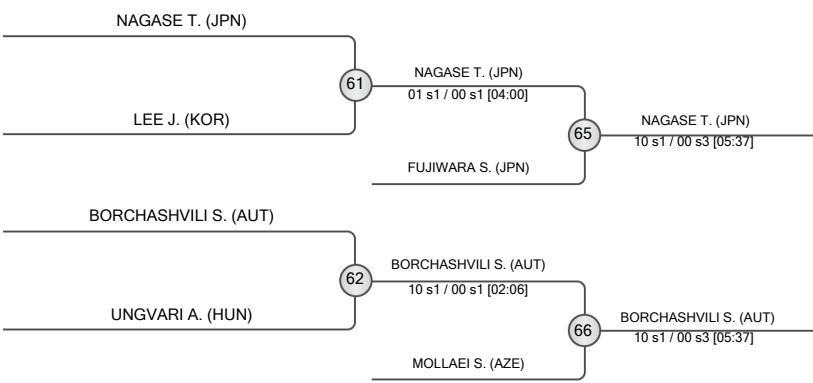 NAGASE T. (JPN)
61
LEE J. (KOR)
NAGASE T. (JPN)
01 s1 / 00 s1 [04:00]
65
FUJIWARA S. (JPN)
NAGASE T. (JPN)
10 s1 / 00 s3 [05:37]
BORCHASHVILI S. (AUT)
62
UNGVARI A. (HUN)
BORCHASHVILI S. (AUT)
10 s1 / 00 s1 [02:06]
66
MOLLAEI S. (AZE)
BORCHASHVILI S. (AUT)
10 s1 / 00 s3 [05:37]